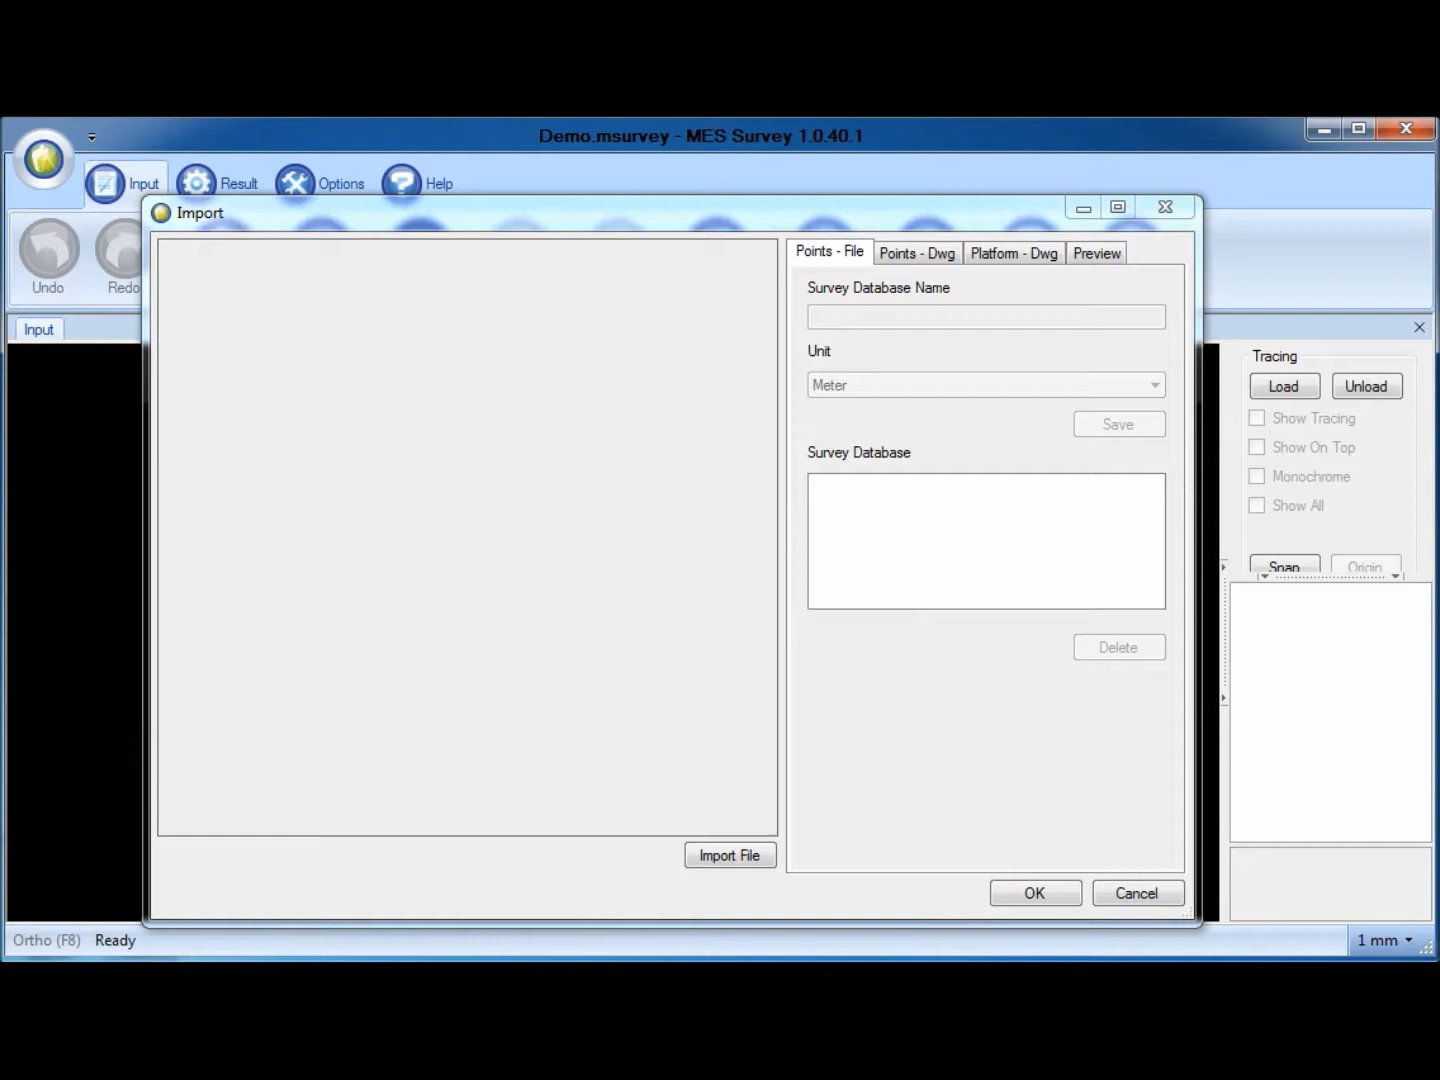 Demo.msurvey - MES Survey 1.0.40.1
Input Result Options Help
Import
Undo Redo
Points - File Points - Dwg Platform - Dwg Preview
Survey Database Name
Input
Unit
Tracing
Meter
Load Unload
Show Tracing
Save
Show On Top
Survey Database
Monochrome
Show All
Snap Origin
Delete
Import File
OK Cancel
Ortho (F8) Ready
1 mm